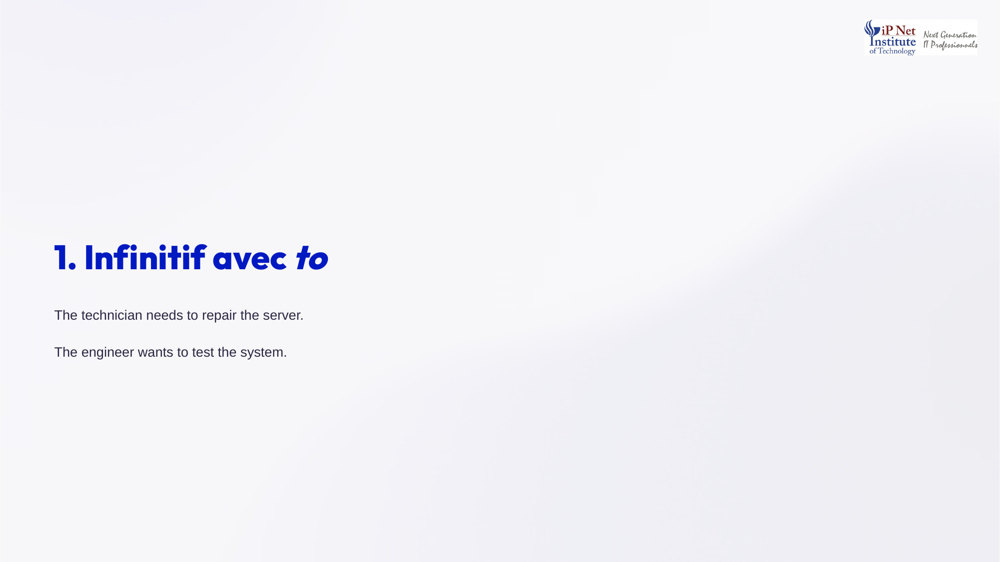 iP Net
Institute
of Technology
Next Generation
IT Professionnels
1. Infinitif avec to
The technician needs to repair the server.
The engineer wants to test the system.